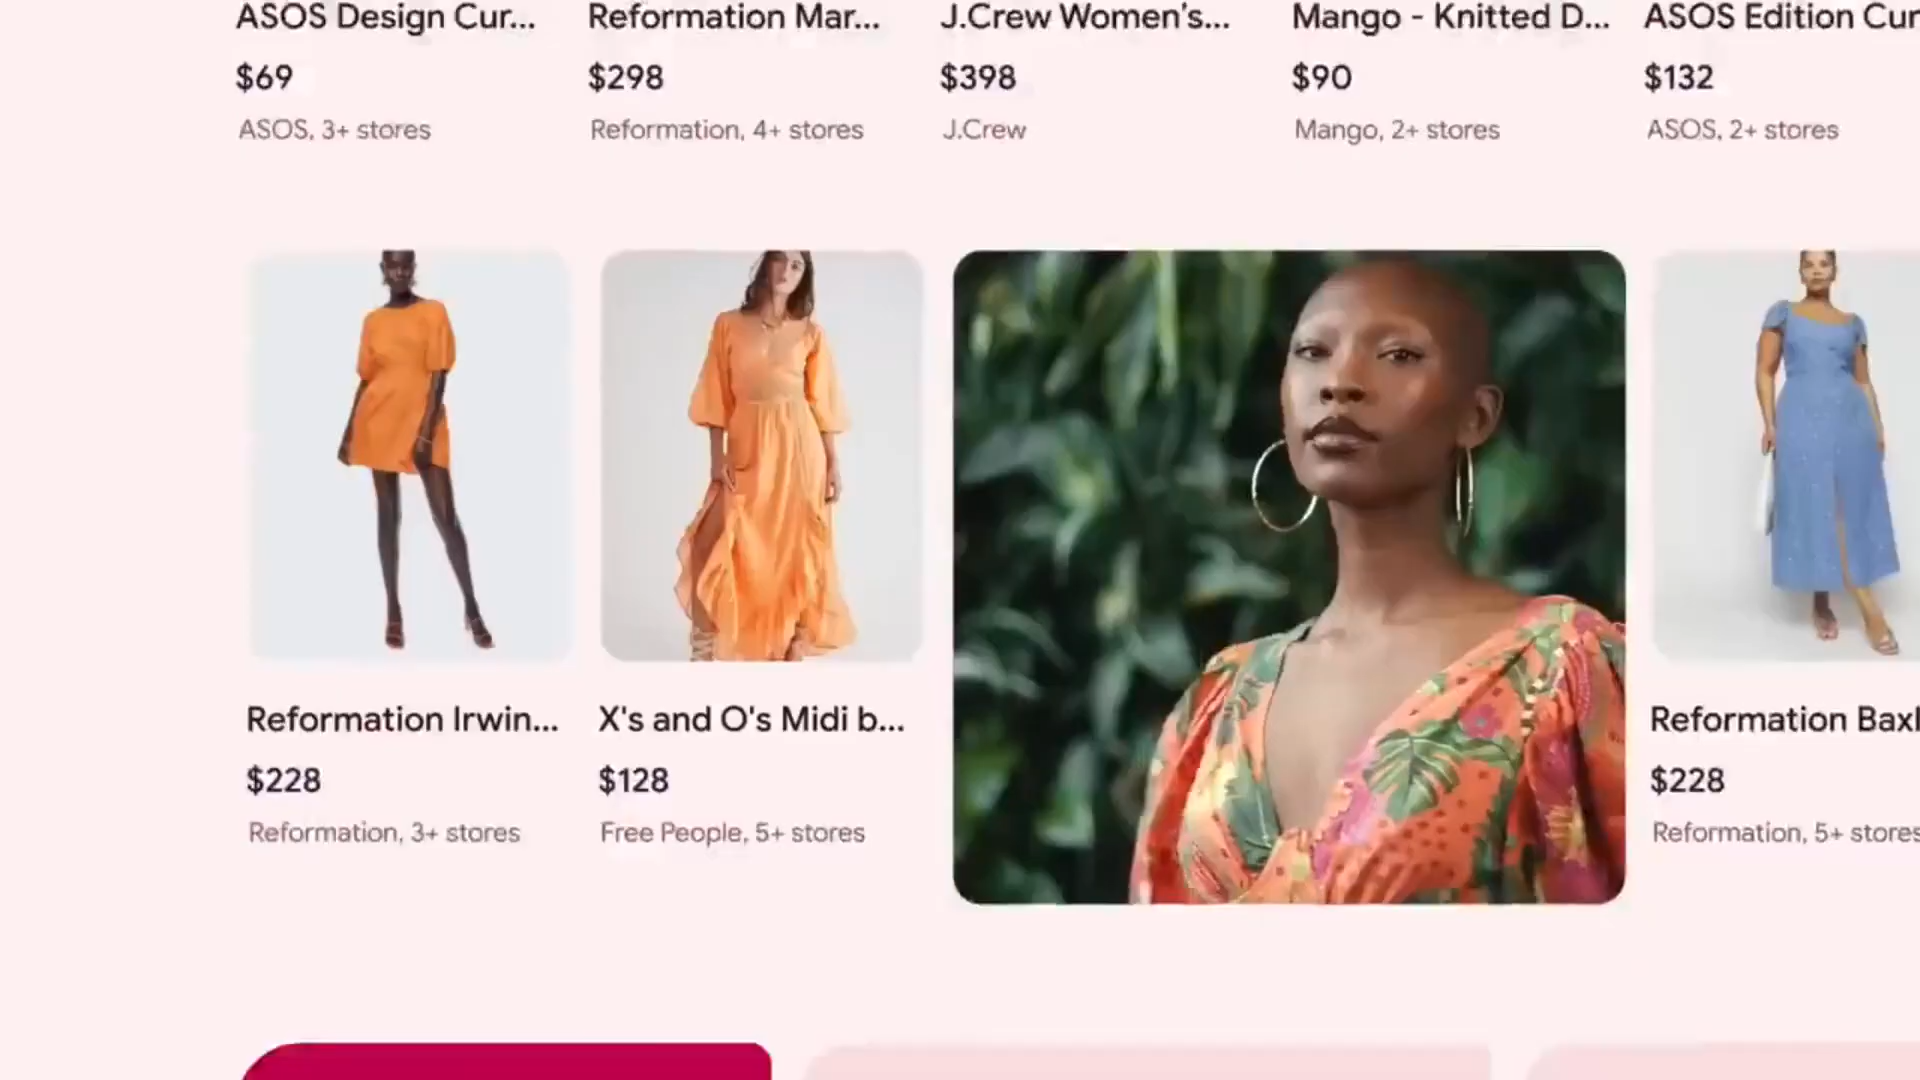 ASOS Design Cur...
$69
ASOS, 3+ stores
Reformation Mar...
$298
Reformation, 4+ stores
J.Crew Women's...
$398
J.Crew
Mango - Knitted D...
$90
Mango, 2+ stores
ASOS Edition Cur
$132
ASOS, 2+ stores
Reformation Irwin...
$228
Reformation, 3+ stores
X's and O's Midi b...
$128
Free People, 5+ stores
Reformation Baxl
$228
Reformation, 5+ stores